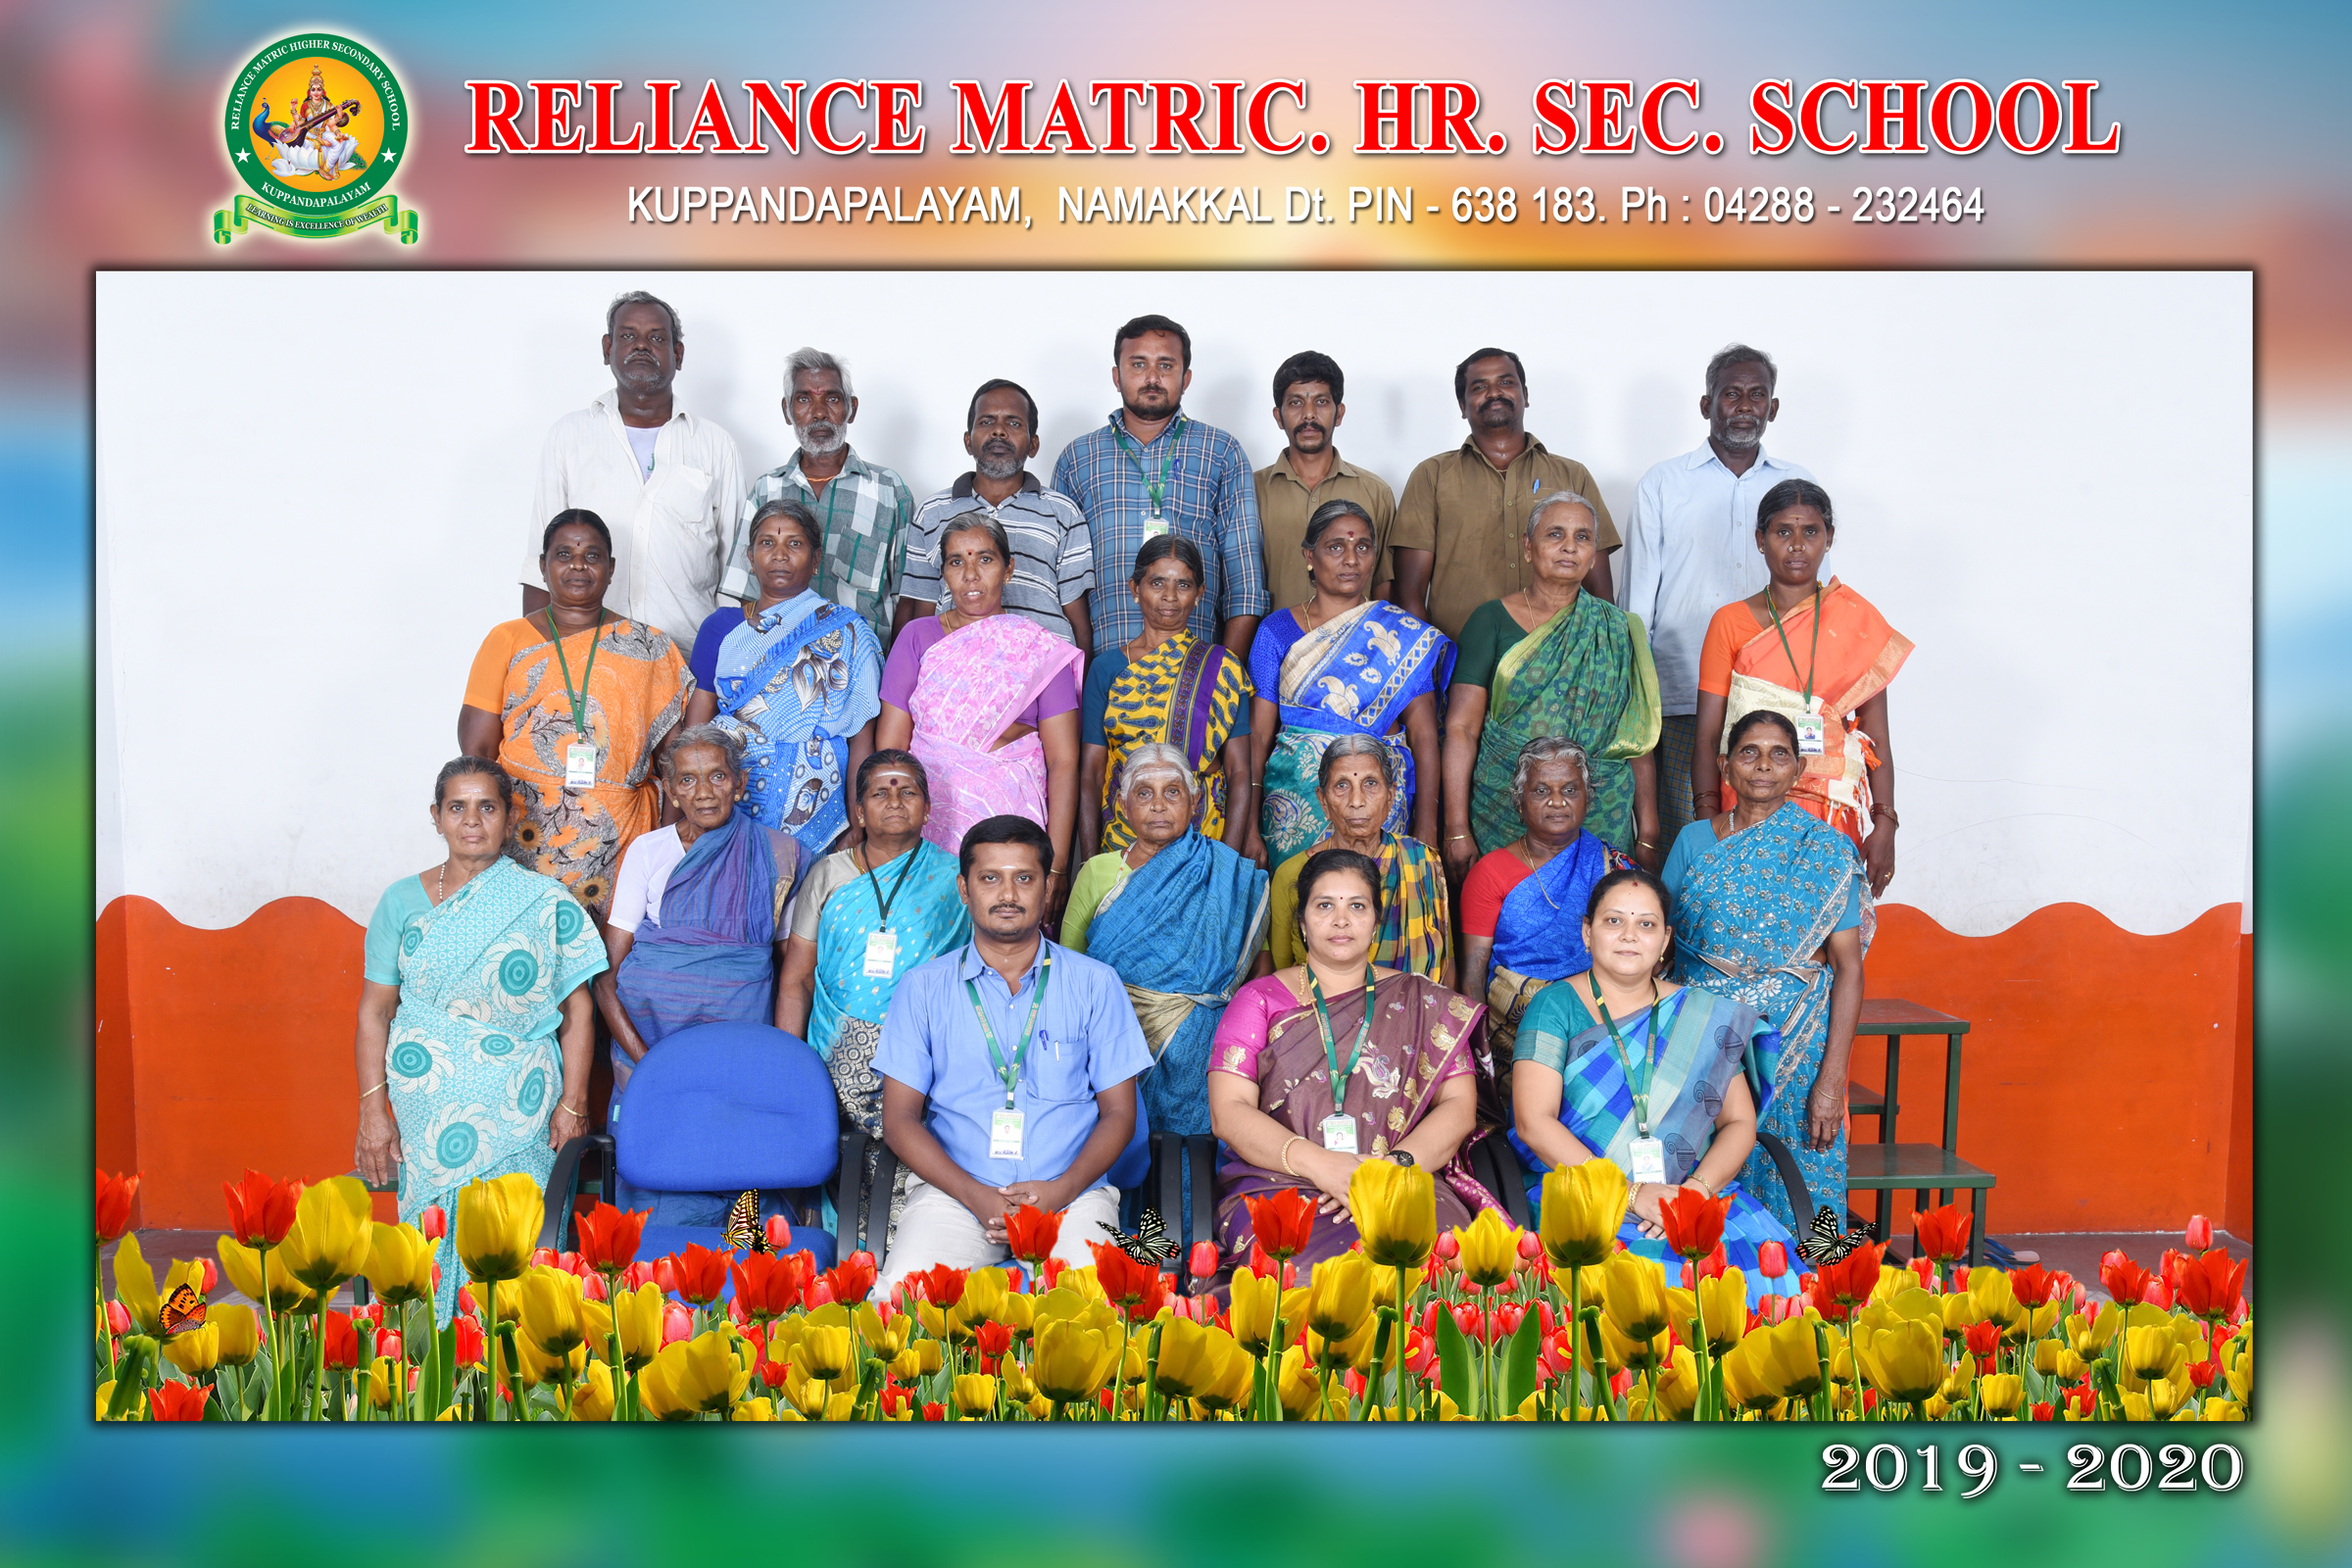 RELIANCE MATRIC HIGHER SECONDARY SCHOOL
KUPPANDAPALAYAM
LEARNING IS EXCELLENCE OF WEALTH
RELIANCE MATRIC. HR. SEC. SCHOOL
KUPPANDAPALAYAM, NAMAKKAL Dt. PIN - 638 183. Ph : 04288 - 232464
2019 - 2020